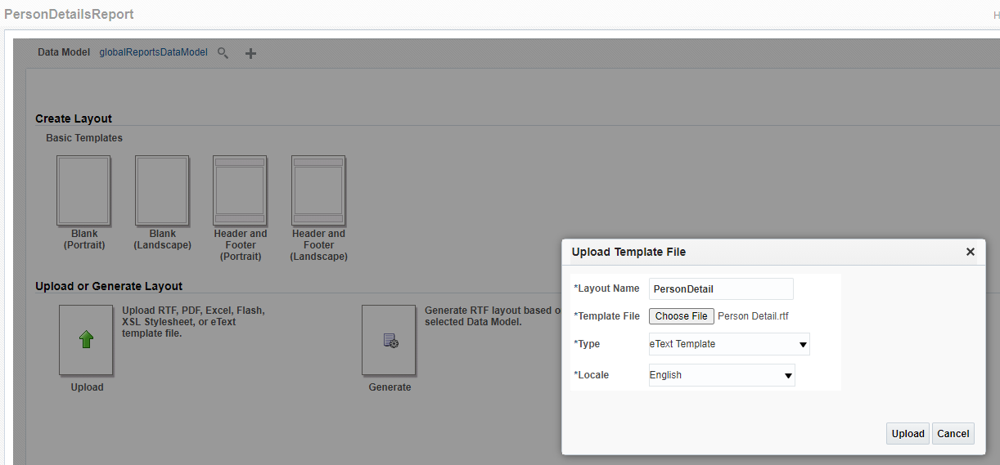 PersonDetailsReport
H
Data Model globalReportsDataModel
Create Layout
Basic Templates
Blank
(Portrait)
Blank
(Landscape)
Header and
Footer
(Portrait)
Header and
Footer
(Landscape)
Upload or Generate Layout
Upload RTF, PDF, Excel, Flash,
XSL Stylesheet, or eText
template file.
Upload
Generate RTF layout based o
selected Data Model.
Generate
Upload Template File
*Layout Name PersonDetail
*Template File Choose File Person Detail.rtf
*Type eText Template
*Locale English
Upload Cancel